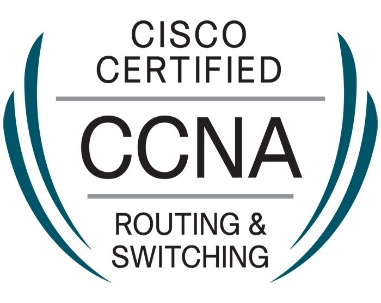 CISCO
CERTIFIED
CCNA
ROUTING &
SWITCHING